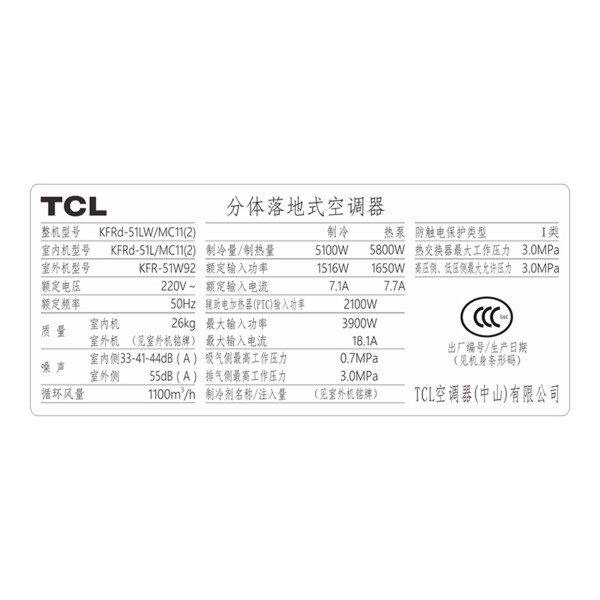 TCL 分体落地式空调器
整机型号 KFRd-51LW/MC11(2)
室内机型号 KFRd-51L/MC11(2)
室外机型号 KFR-51W92
额定电压 220V～
额定频率 50Hz
质 量 室内机 26kg
室外机 (见室外机铭牌)
噪 声 室内侧33-41-44dB(A)
室外侧 55dB(A)
循环风量 1100m³/h
制冷 热泵
制冷量/制热量 5100W 5800W
额定输入功率 1516W 1650W
额定输入电流 7.1A 7.7A
辅助电加热器(PTC)输入功率 2100W
最大输入功率 3900W
最大输入电流 18.1A
吸气侧最高工作压力 0.7MPa
排气侧最高工作压力 3.0MPa
制冷剂名称/注入量 (见室外机铭牌)
防触电保护类型 I类
热交换器最大工作压力 3.0MPa
高压侧、低压侧最大允许压力 3.0MPa
CCC S&E
出厂编号/生产日期
(见机身条形码)
TCL空调器(中山)有限公司